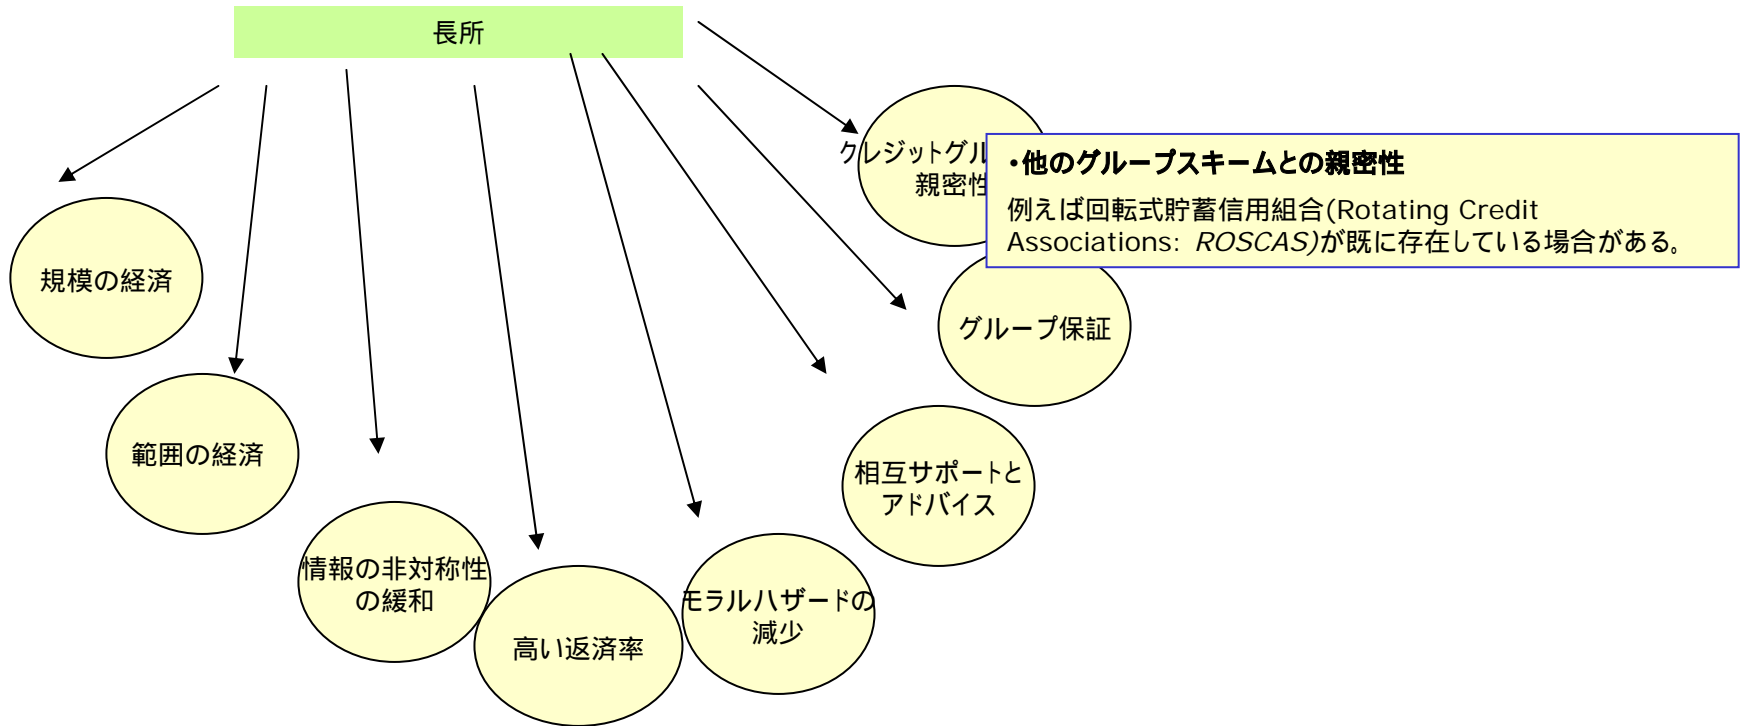 長所
クレジットグル
親密性
・他のグループスキームとの親密性
例えば回転式貯蓄信用組合(Rotating Credit
Associations: ROSCAS)が既に存在している場合がある。
規模の経済
グループ保証
範囲の経済
相互サポートと
アドバイス
情報の非対称性
の緩和
モラルハザードの
減少
高い返済率